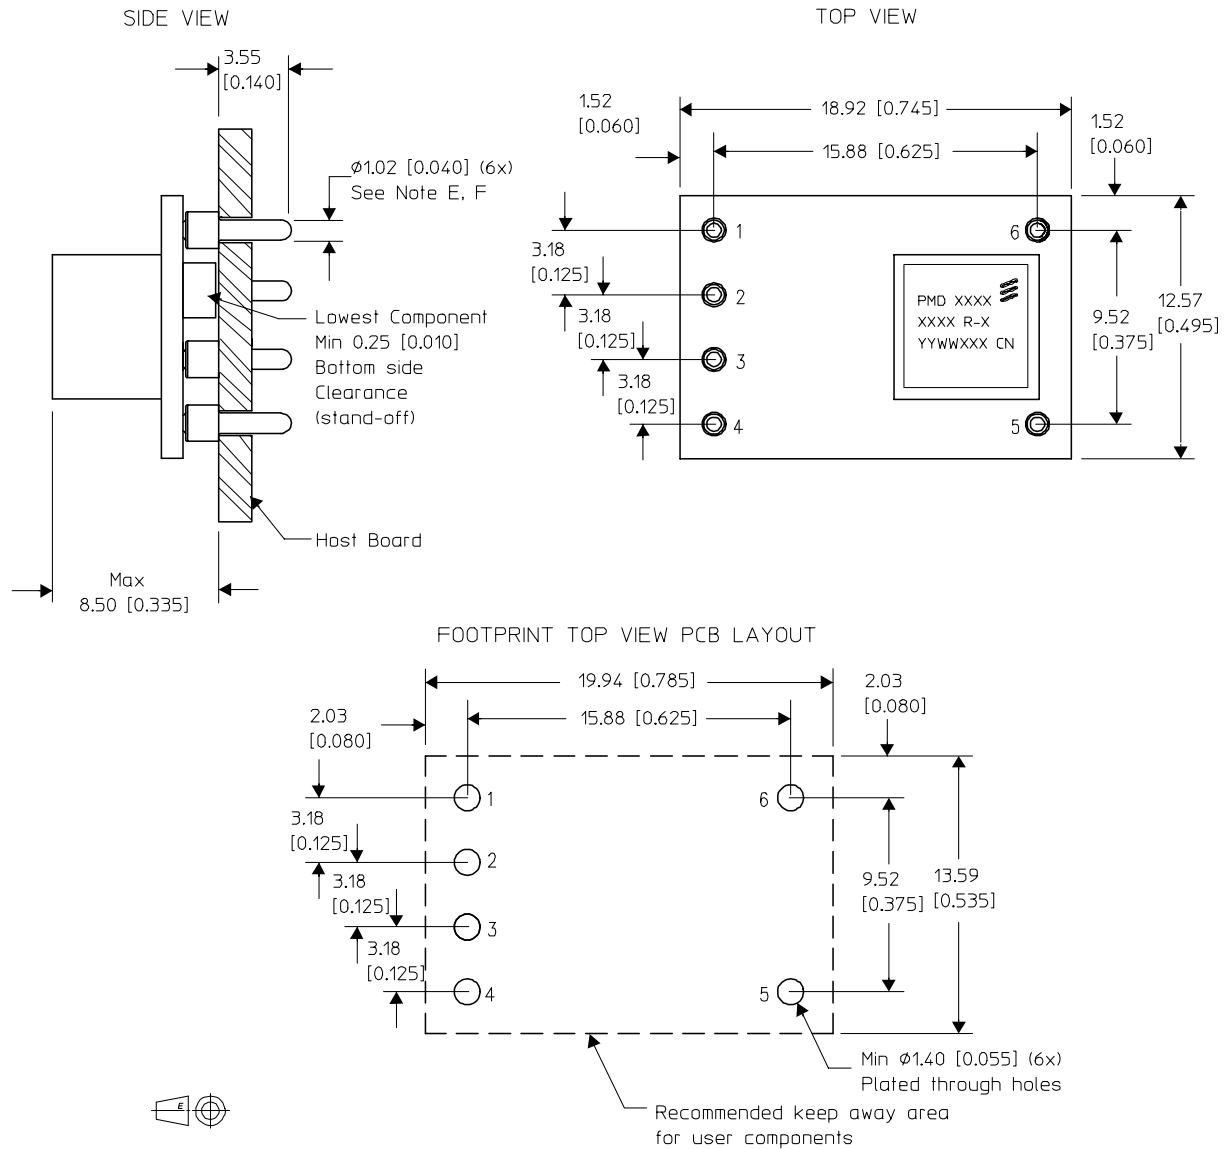 SIDE VIEW
3.55
[0.140]
ø1.02 [0.040] (6x)
See Note E, F
Lowest Component
Min 0.25 [0.010]
Bottom side
Clearance
(stand-off)
Host Board
Max
8.50 [0.335]
TOP VIEW
1.52
[0.060]
18.92 [0.745]
15.88 [0.625]
1.52
[0.060]
3.18
[0.125]
3.18
[0.125]
3.18
[0.125]
1
2
3
4
6
5
PMD XXXX
XXXX R-X
YYWWXXX CN
9.52
[0.375]
12.57
[0.495]
FOOTPRINT TOP VIEW PCB LAYOUT
19.94 [0.785]
15.88 [0.625]
2.03
[0.080]
2.03
[0.080]
3.18
[0.125]
3.18
[0.125]
3.18
[0.125]
1
2
3
4
6
5
9.52
[0.375]
13.59
[0.535]
Min ø1.40 [0.055] (6x)
Plated through holes
Recommended keep away area
for user components
E